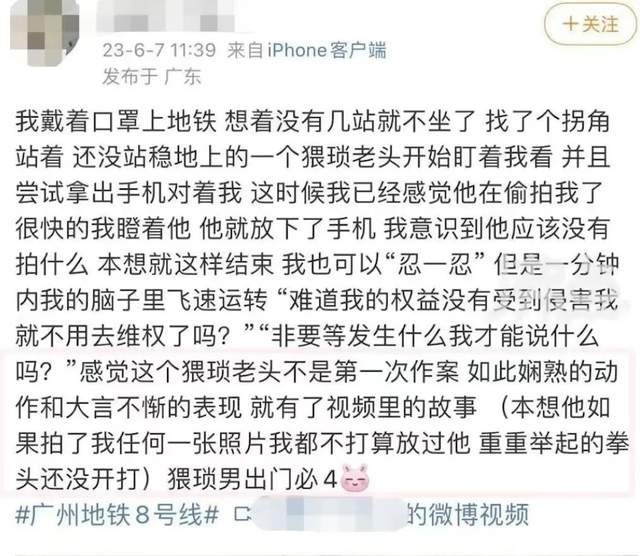 +关注
23-6-7 11:39 来自iPhone客户端
发布于 广东
我戴着口罩上地铁 想着没有几站就不坐了 找了个拐角
站着 还没站稳地上的一个猥琐老头开始盯着我看 并且
尝试拿出手机对着我 这时候我已经感觉他在偷拍我了
很快的我瞪着他 他就放下了手机 我意识到他应该没有
拍什么 本想就这样结束 我也可以“忍一忍” 但是一分钟
内我的脑子里飞速运转 “难道我的权益没有受到侵害我
就不用去维权了吗？”“非要等发生什么我才能说什么
吗？”感觉这个猥琐老头不是第一次作案 如此娴熟的动
作和大言不惭的表现 就有了视频里的故事 （本想他如
果拍了我任何一张照片我都不打算放过他 重重举起的拳
头还没开打）猥琐男出门必4
#广州地铁8号线# 的微博视频